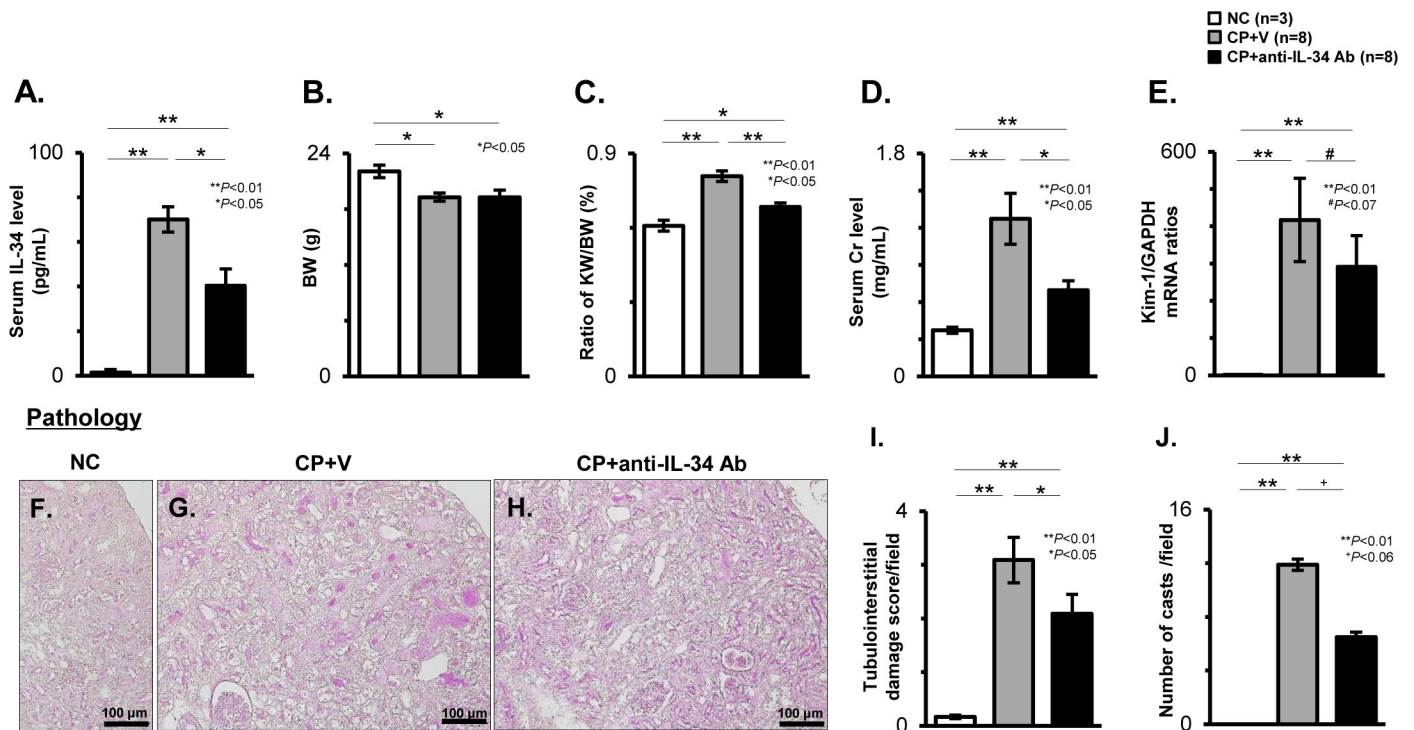 NC (n=3)
CP+V (n=8)
CP+anti-IL-34 Ab (n=8)
A.
**
** *
**P<0.01
*P<0.05
100
0
Serum IL-34 level
(pg/mL)
B.
*
*
*P<0.05
24
0
BW (g)
C.
*
** **
**P<0.01
*P<0.05
0.9
0
Ratio of KW/BW (%)
D.
**
** *
**P<0.01
*P<0.05
1.8
0
Serum Cr level
(mg/mL)
E.
**
** #
**P<0.01
#P<0.07
600
0
Kim-1/GAPDH
mRNA ratios
Pathology
NC
CP+V
CP+anti-IL-34 Ab
F.
100 µm
G.
100 µm
H.
100 µm
I.
**
** *
**P<0.01
*P<0.05
4
0
Tubulointerstitial
damage score/field
J.
**
** +
**P<0.01
+P<0.06
16
8
0
Number of casts /field